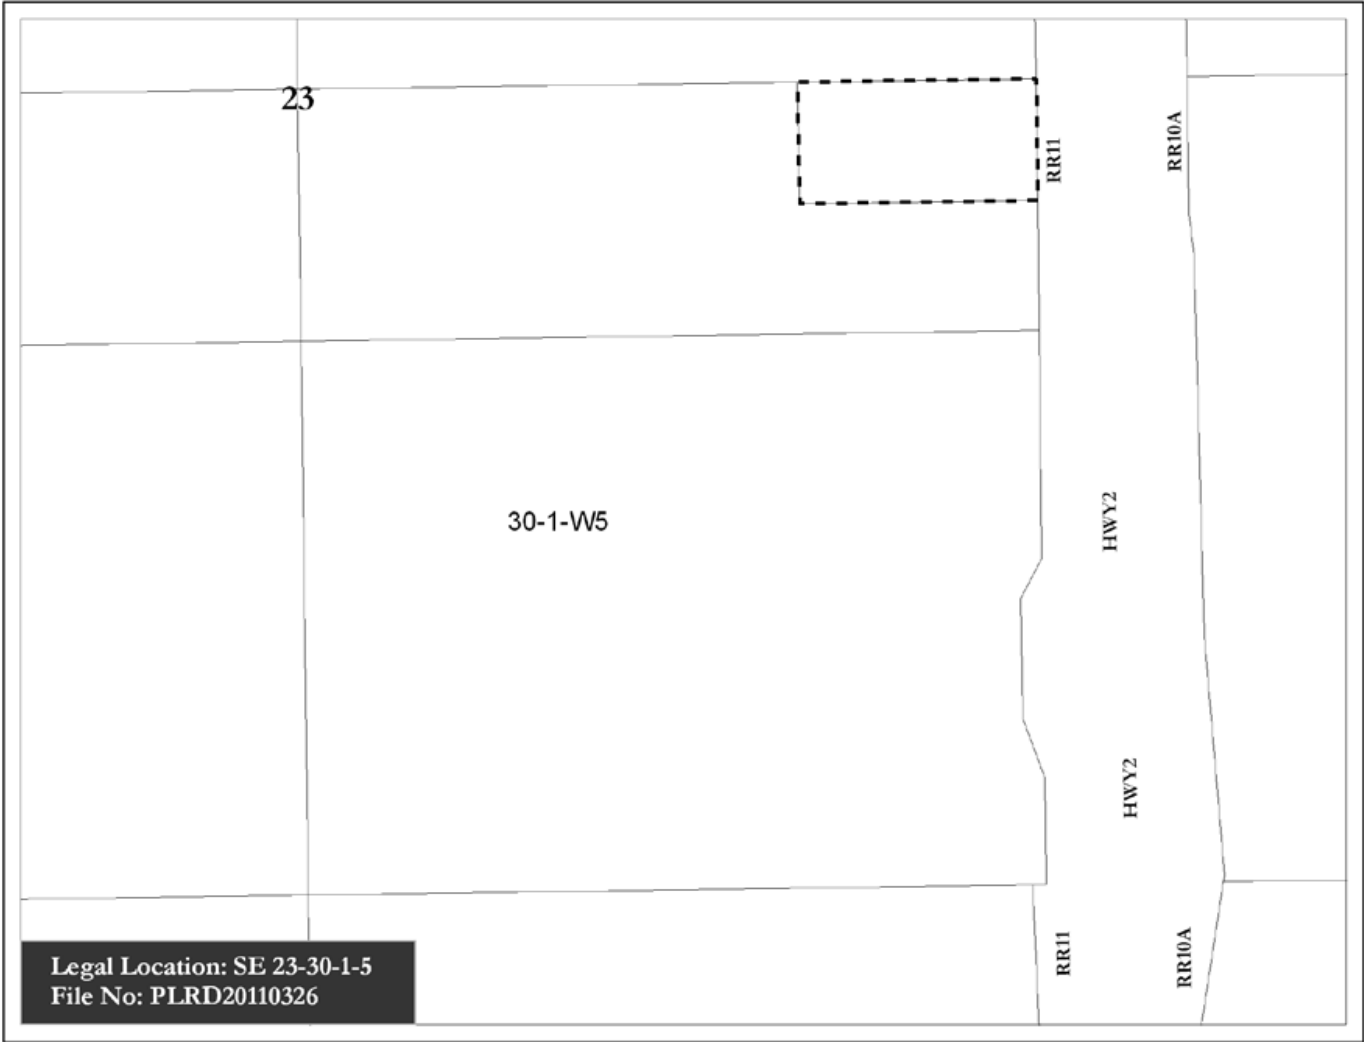 23
RR11
RR10A
30-1-W5
HWY2
HWY2
RR11
RR10A
Legal Location: SE 23-30-1-5
File No: PLRD20110326